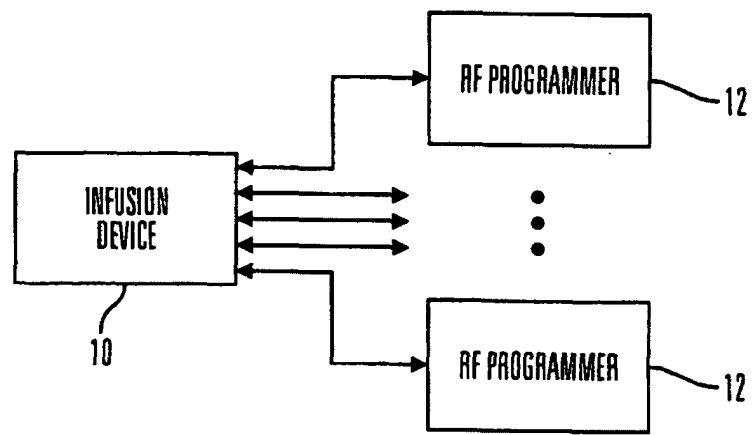 RF PROGRAMMER
12
INFUSION
DEVICE
10
RF PROGRAMMER
12